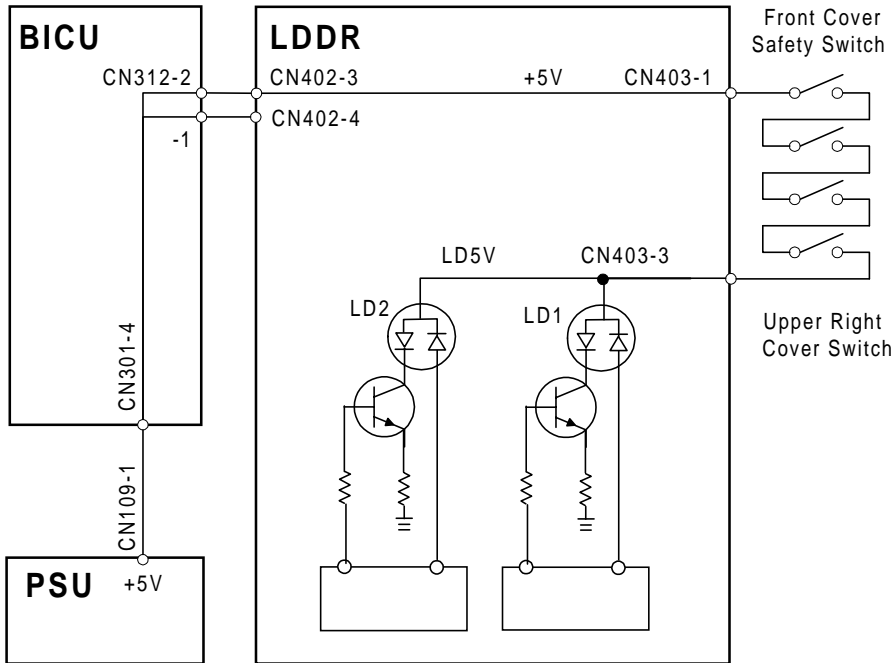 BICU
LDDR
Front Cover
Safety Switch
CN312-2
CN402-3
+5V
CN403-1
CN402-4
-1
LD5V
CN403-3
LD2
LD1
Upper Right
Cover Switch
CN301-4
CN109-1
PSU
+5V